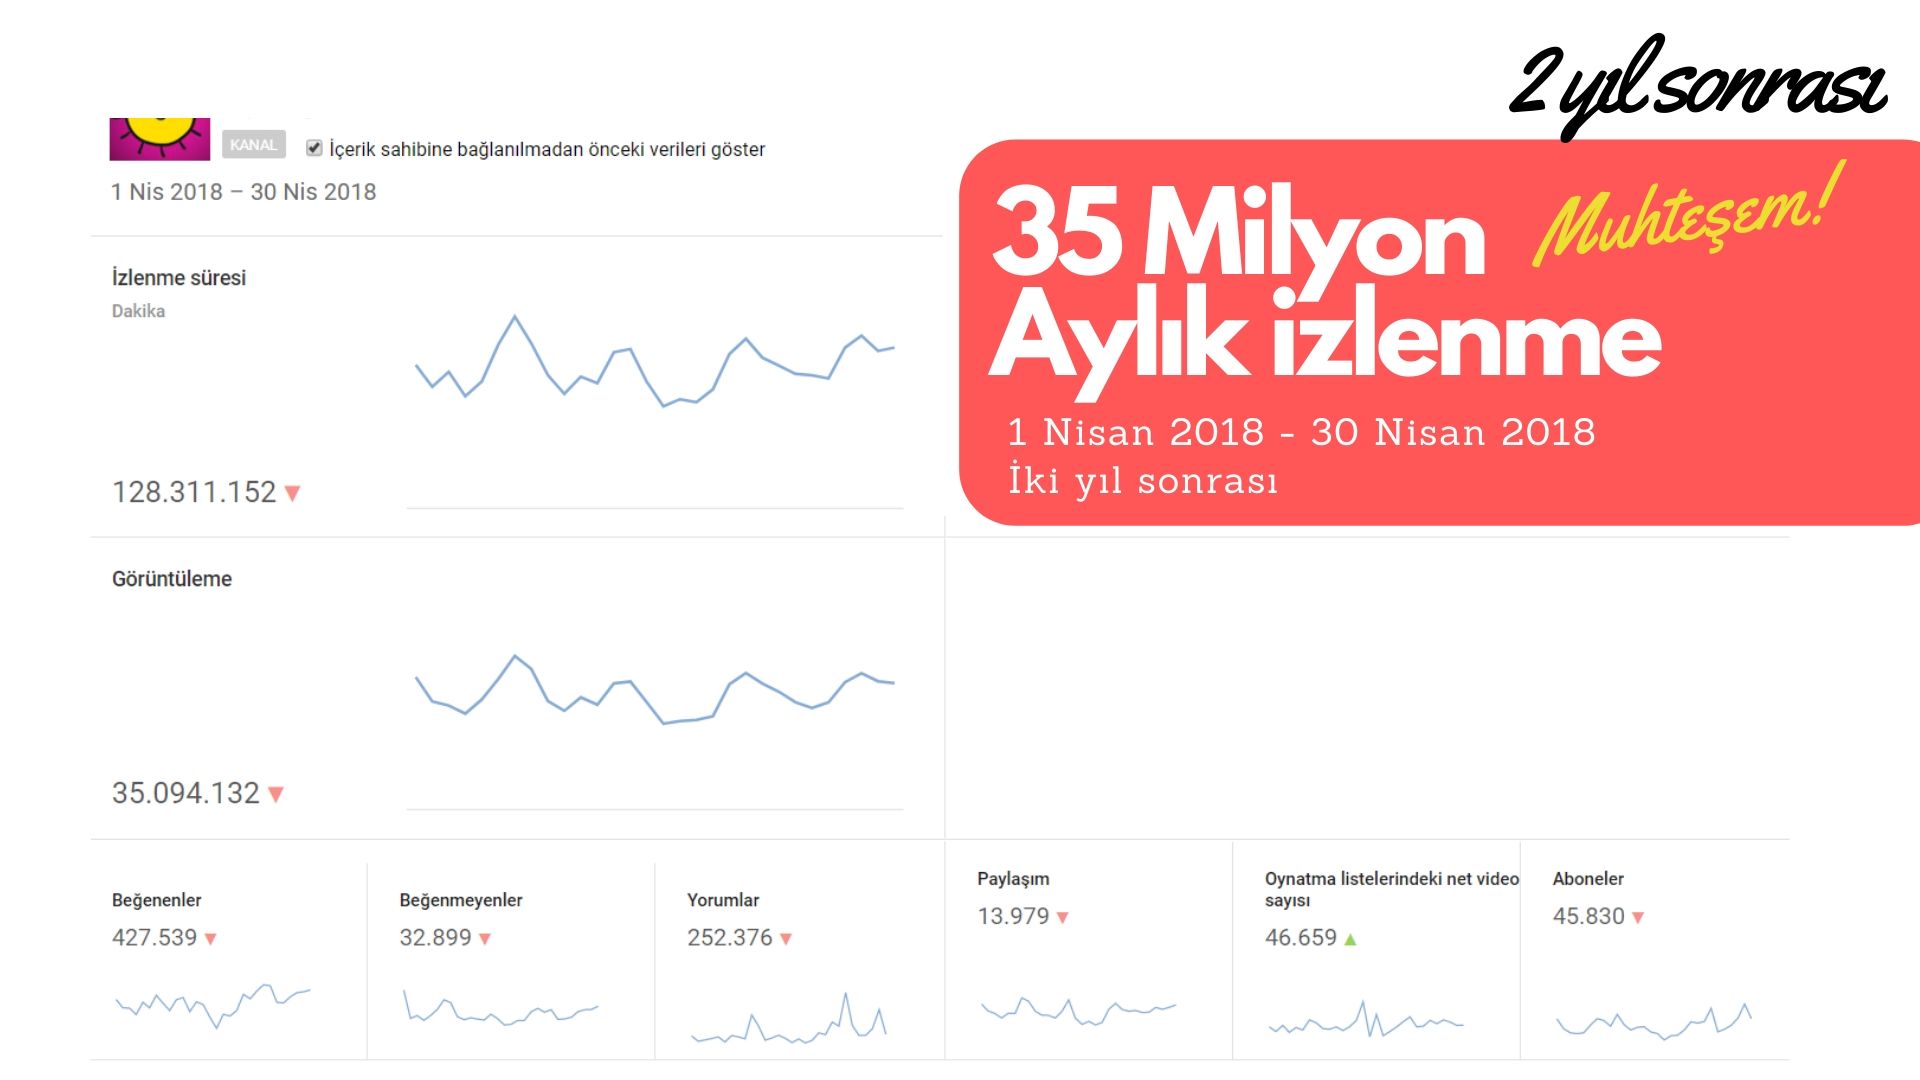 2 yıl sonrası
KANAL
İçerik sahibine bağlanılmadan önceki verileri göster
1 Nis 2018 – 30 Nis 2018
35 Milyon
Muhteşem!
Aylık izlenme
1 Nisan 2018 - 30 Nisan 2018
İki yıl sonrası
İzlenme süresi
Dakika
128.311.152
Görüntüleme
35.094.132
Beğenenler
427.539
Beğenmeyenler
32.899
Yorumlar
252.376
Paylaşım
13.979
Oynatma listelerindeki net video
sayısı
46.659
Aboneler
45.830